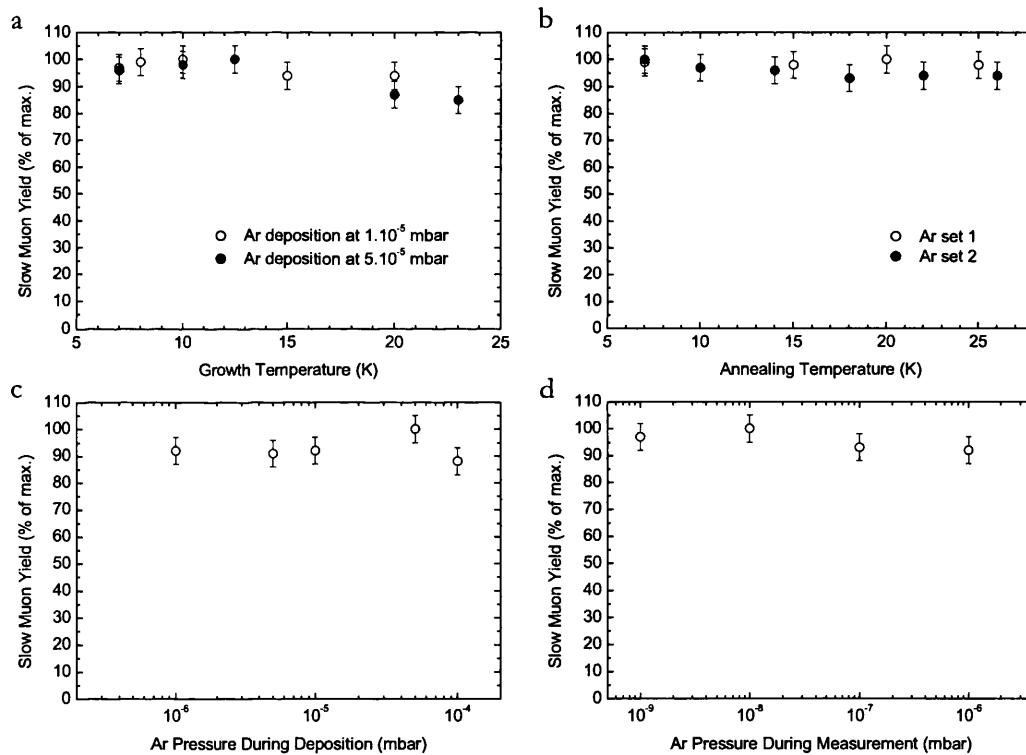 a
110
100
90
80
70
60
50
40
30
20
10
0
Slow Muon Yield (% of max.)
Ar deposition at 1.10⁻⁵ mbar
Ar deposition at 5.10⁻⁵ mbar
5 10 15 20 25
Growth Temperature (K)
b
110
100
90
80
70
60
50
40
30
20
10
0
Slow Muon Yield (% of max.)
Ar set 1
Ar set 2
5 10 15 20 25
Annealing Temperature (K)
c
110
100
90
80
70
60
50
40
30
20
10
0
Slow Muon Yield (% of max.)
10⁻⁶ 10⁻⁵ 10⁻⁴
Ar Pressure During Deposition (mbar)
d
110
100
90
80
70
60
50
40
30
20
10
0
Slow Muon Yield (% of max.)
10⁻⁹ 10⁻⁸ 10⁻⁷ 10⁻⁶
Ar Pressure During Measurement (mbar)